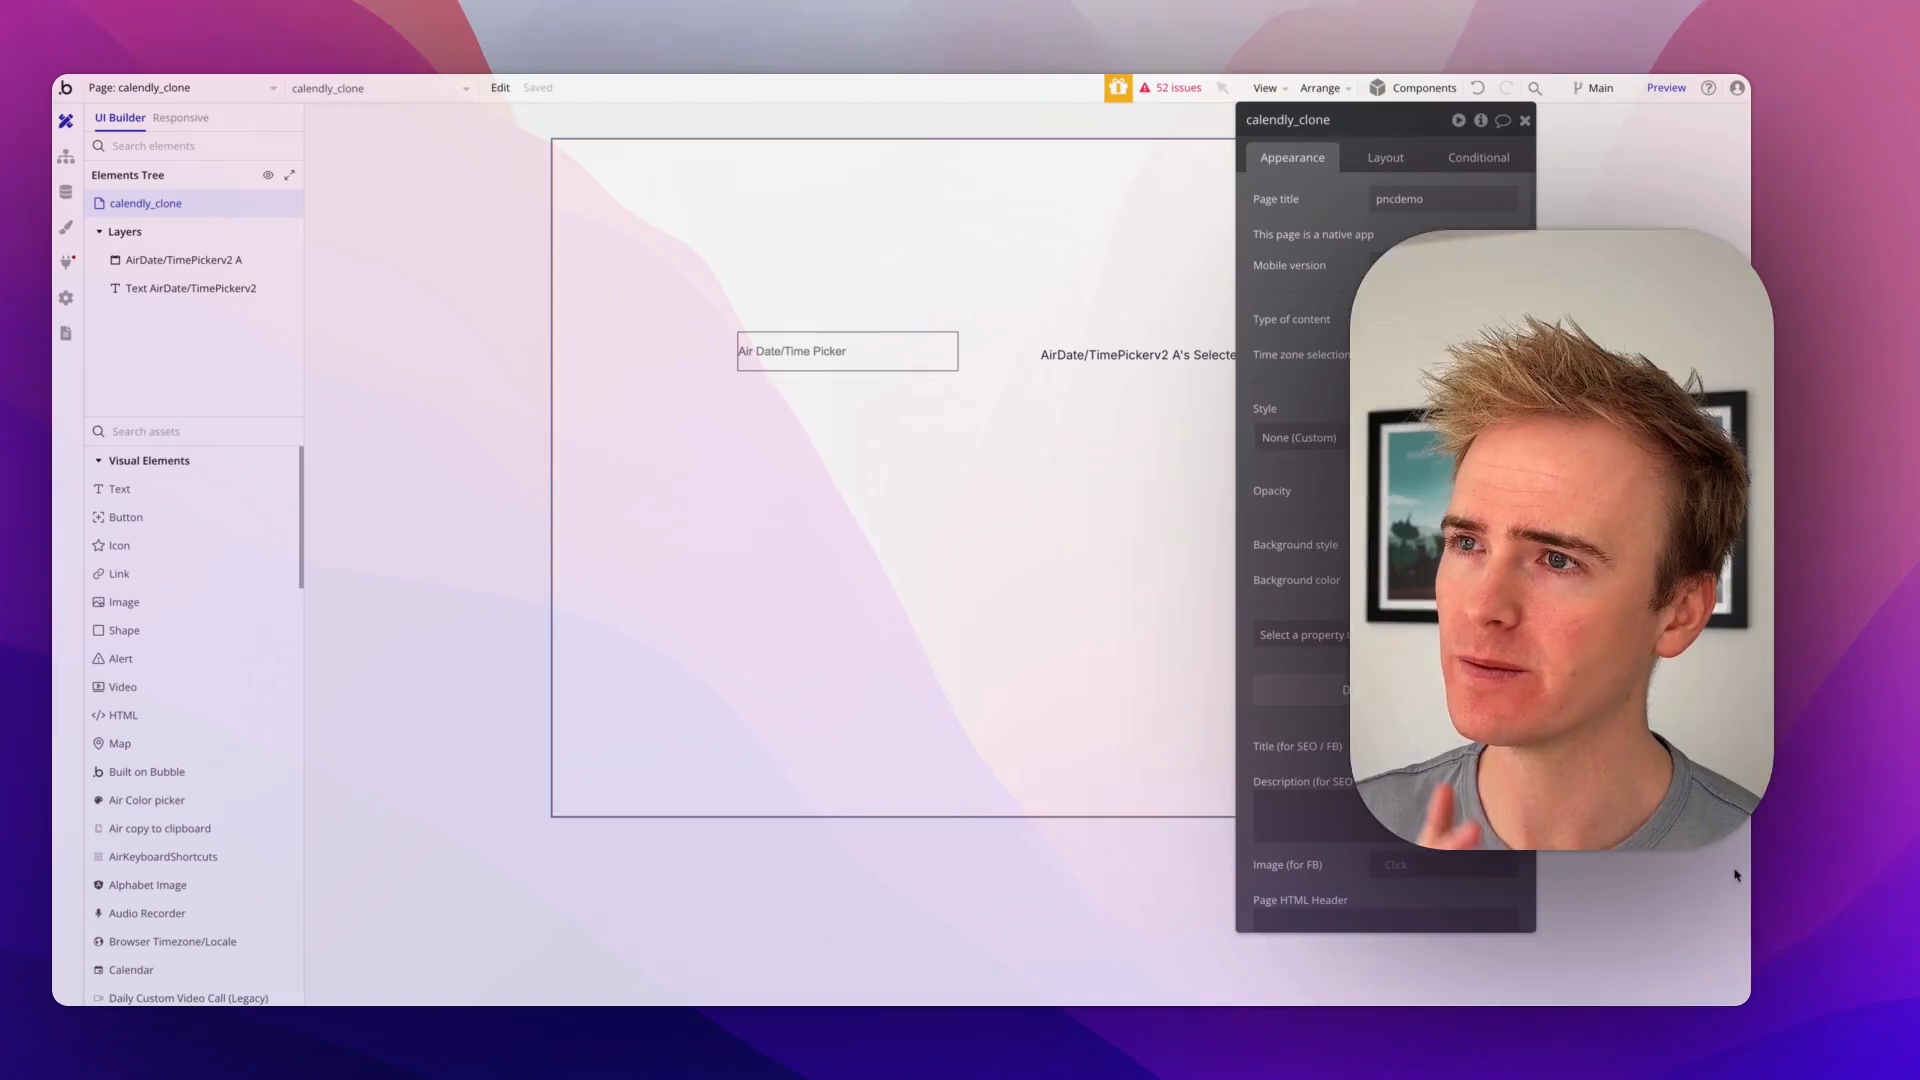 Page: calendly_clone
calendly_clone
Edit
Saved
52 issues
View
Arrange
Components
Main
Preview
UI Builder
Responsive
Search elements
Elements Tree
calendly_clone
Layers
AirDate/TimePickerv2 A
Text AirDate/TimePickerv2
Search assets
Visual Elements
Text
Button
Icon
Link
Image
Shape
Alert
Video
HTML
Map
Built on Bubble
Air Color picker
Air copy to clipboard
AirKeyboardShortcuts
Alphabet Image
Audio Recorder
Browser Timezone/Locale
Calendar
Daily Custom Video Call (Legacy)
Air Date/Time Picker
AirDate/TimePickerv2 A's Selecte
calendly_clone
Appearance
Layout
Conditional
Page title
pncdemo
This page is a native app
Mobile version
Type of content
Time zone selection
Style
None (Custom)
Opacity
Background style
Background color
Select a property
D
Title (for SEO / FB)
Description (for SEO
Image (for FB)
Click
Page HTML Header